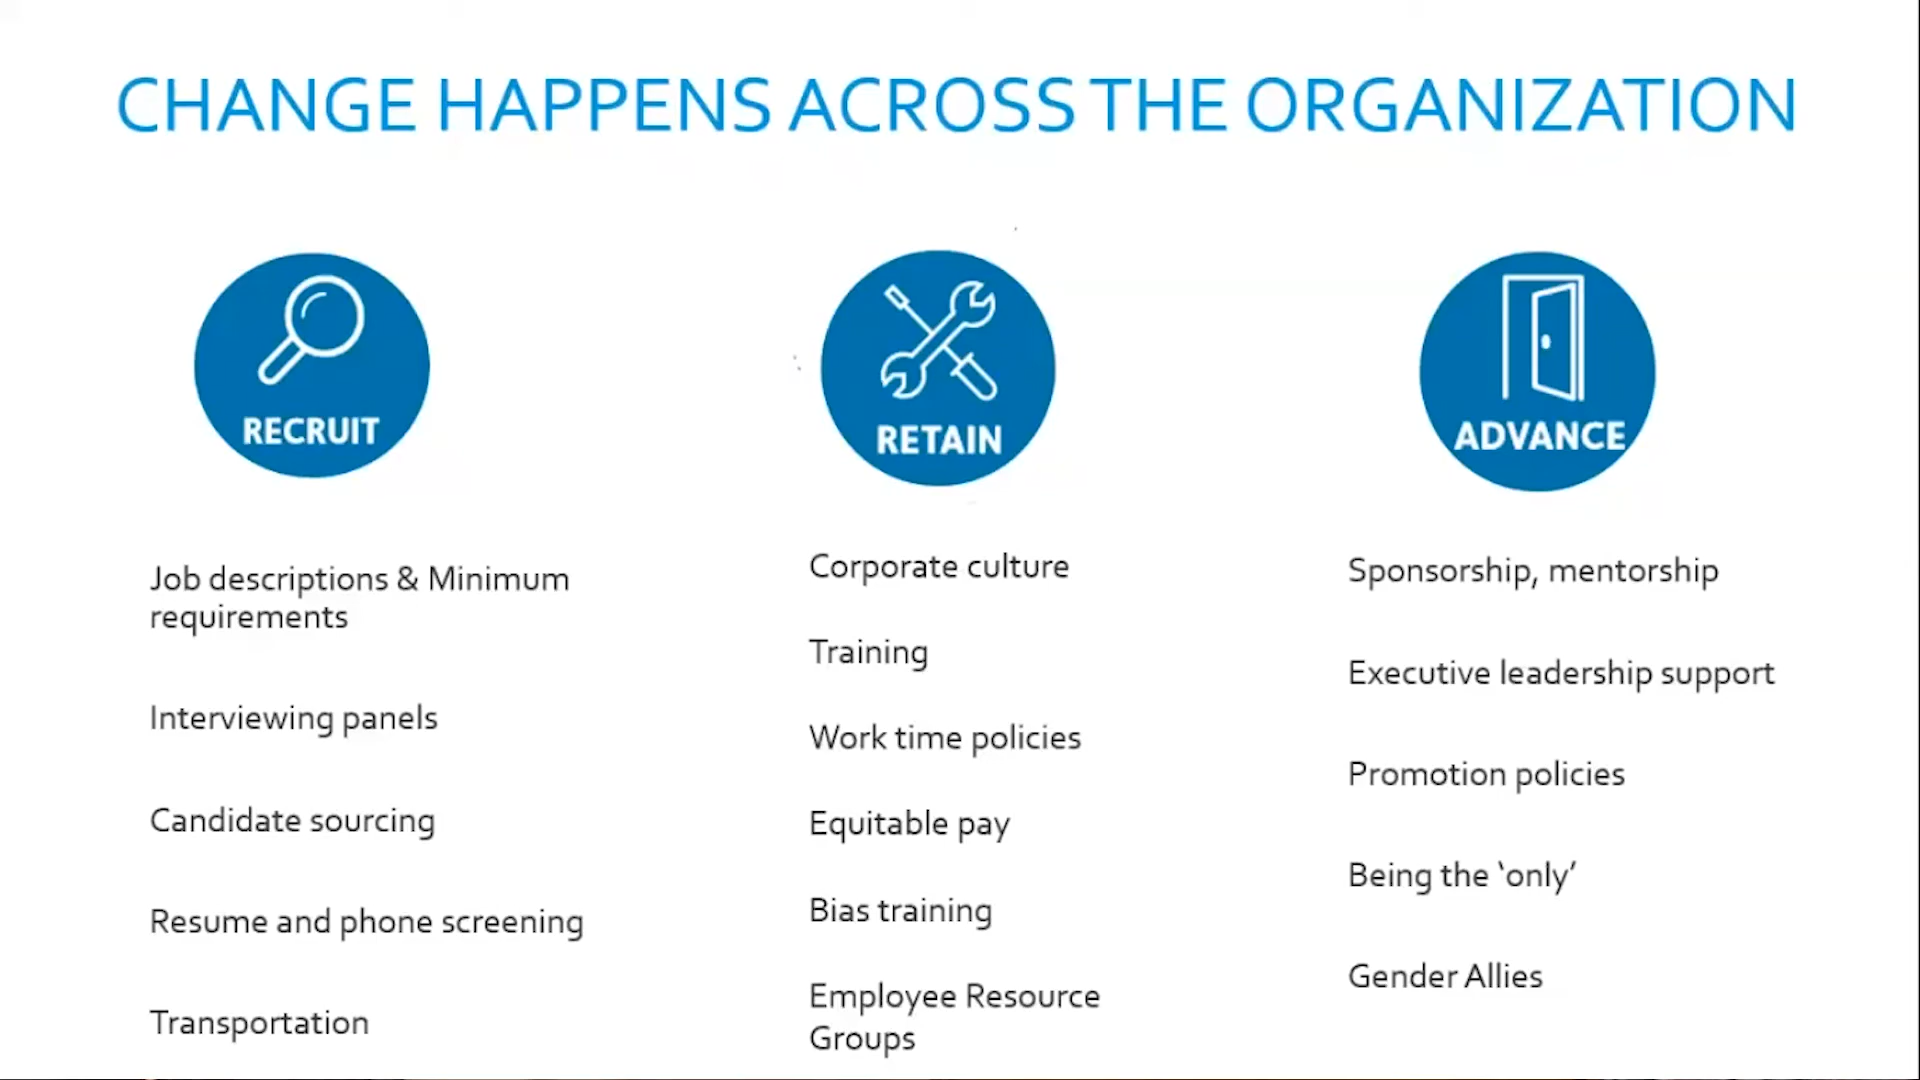 CHANGE HAPPENS ACROSS THE ORGANIZATION
RECRUIT
Job descriptions & Minimum
requirements
Interviewing panels
Candidate sourcing
Resume and phone screening
Transportation
RETAIN
Corporate culture
Training
Work time policies
Equitable pay
Bias training
Employee Resource
Groups
ADVANCE
Sponsorship, mentorship
Executive leadership support
Promotion policies
Being the ‘only’
Gender Allies